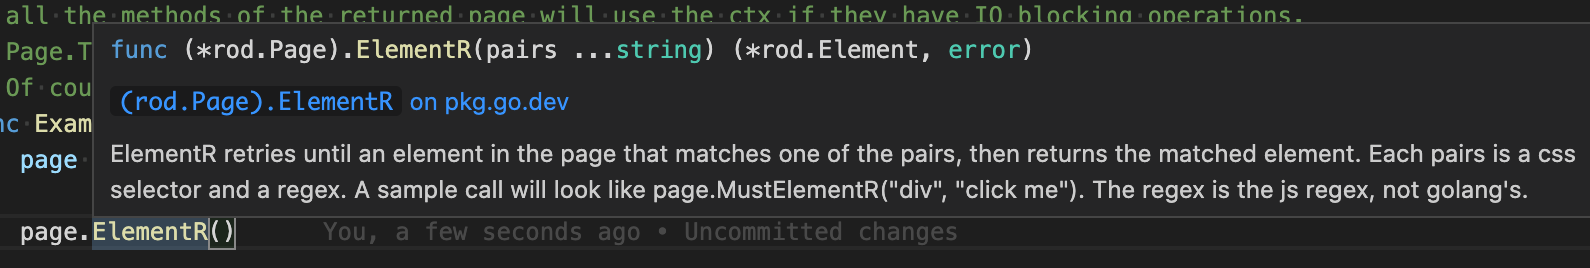 all the methods of the returned page will use the ctx if they have IO blocking operations.
Page.T
func (*rod.Page).ElementR(pairs ...string) (*rod.Element, error)
Of cou
(rod.Page).ElementR on pkg.go.dev
nc Exam
page
ElementR retries until an element in the page that matches one of the pairs, then returns the matched element. Each pairs is a css
selector and a regex. A sample call will look like page.MustElementR("div", "click me"). The regex is the js regex, not golang's.
page.ElementR() You, a few seconds ago • Uncommitted changes